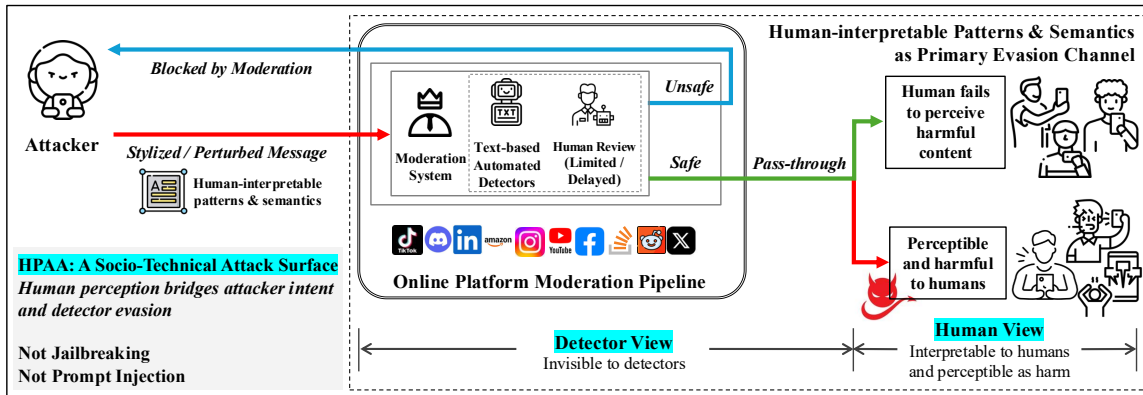 Human-interpretable Patterns & Semantics
as Primary Evasion Channel
Attacker
Blocked by Moderation
Stylized / Perturbed Message
Human-interpretable
patterns & semantics
HPAA: A Socio-Technical Attack Surface
Human perception bridges attacker intent
and detector evasion
Not Jailbreaking
Not Prompt Injection
Moderation
System
TXT
Text-based
Automated
Detectors
Human Review
(Limited /
Delayed)
Unsafe
Safe
Pass-through
TikTok
in
amazon
YouTube
f
X
Online Platform Moderation Pipeline
Human fails
to perceive
harmful
content
Perceptible
and harmful
to humans
Detector View
Invisible to detectors
Human View
Interpretable to humans
and perceptible as harm